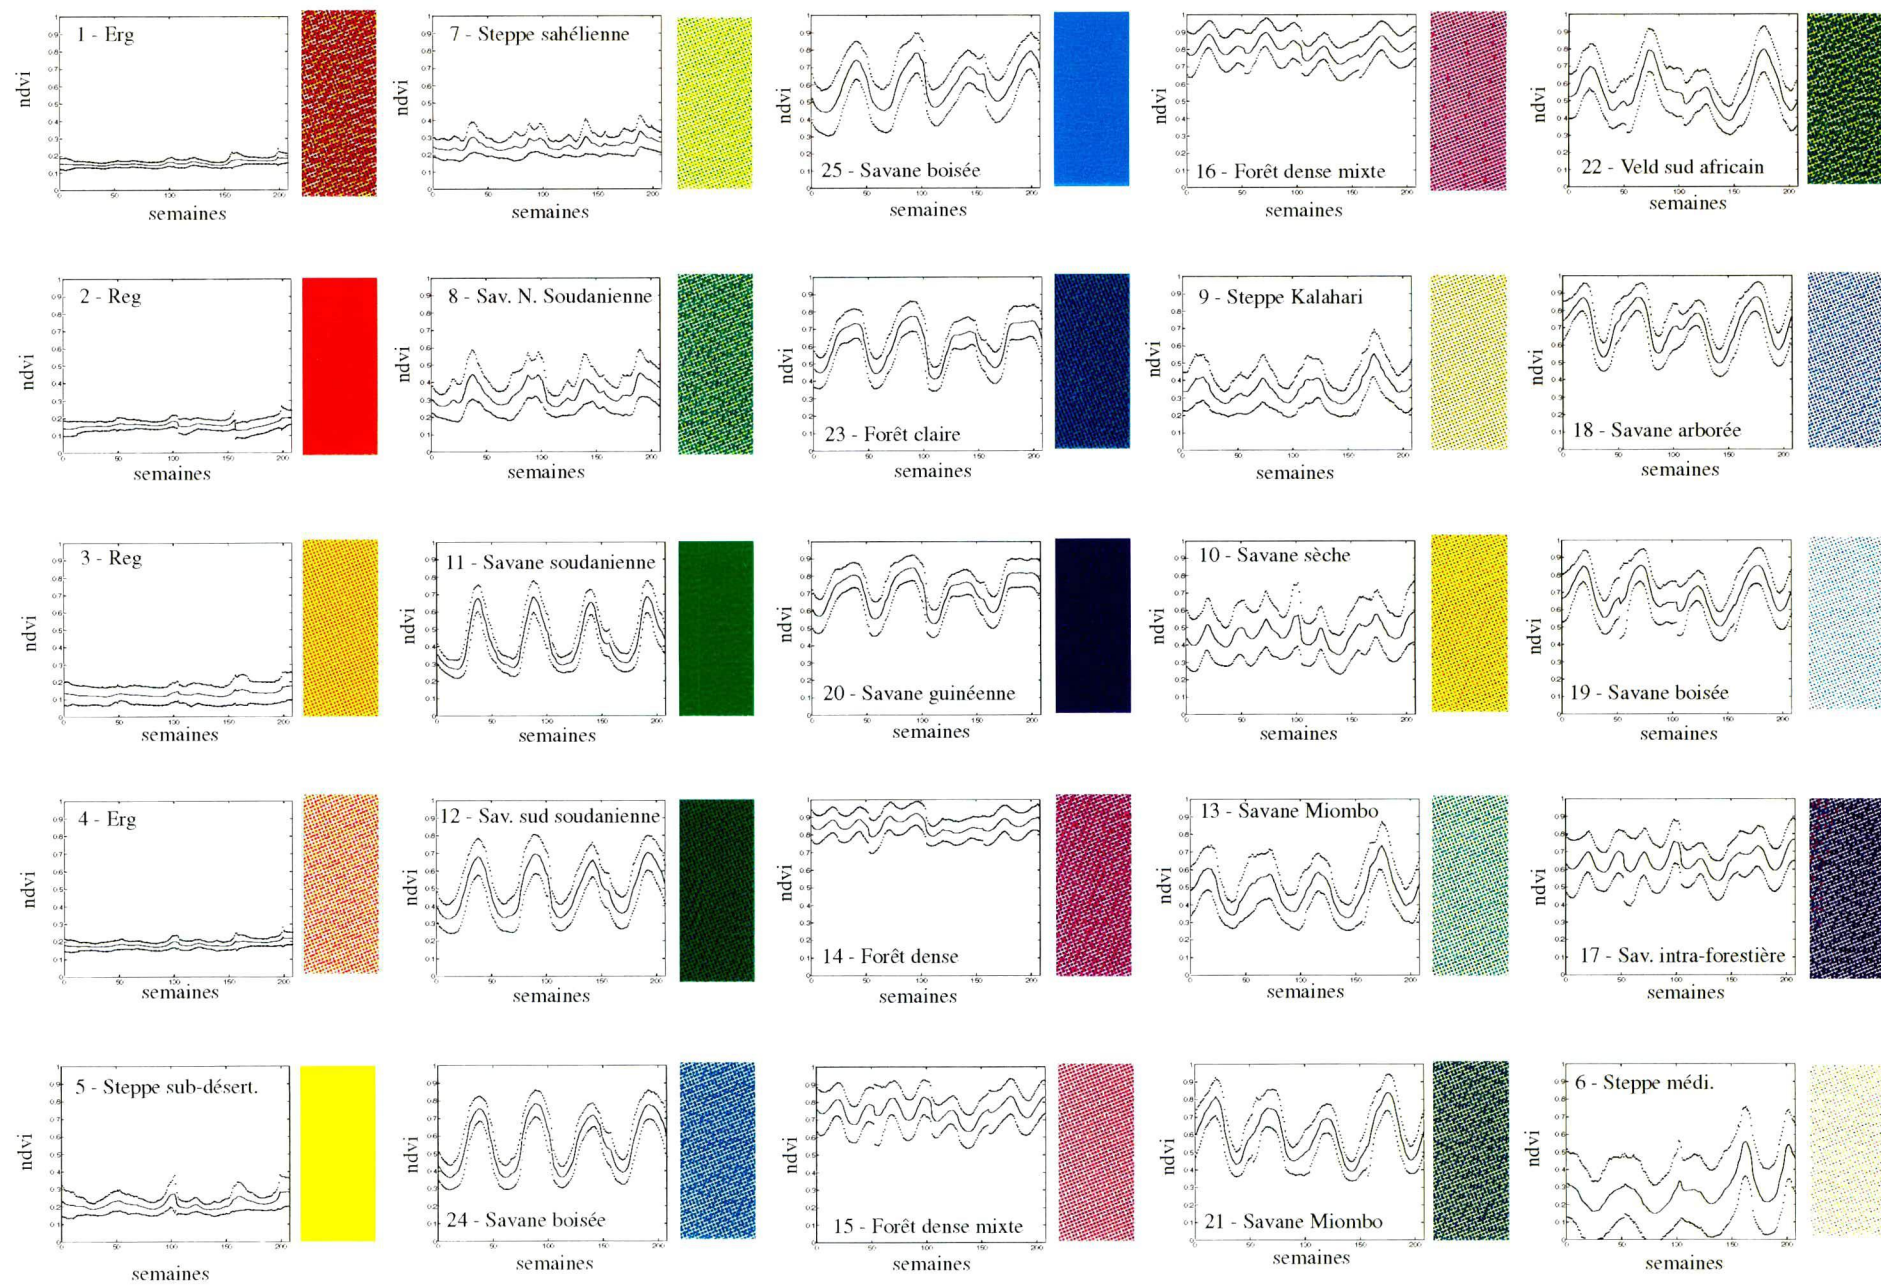 1 - Erg
ndvi
semaines
7 - Steppe sahélienne
ndvi
semaines
25 - Savane boisée
ndvi
semaines
16 - Forêt dense mixte
ndvi
semaines
22 - Veld sud africain
ndvi
semaines
2 - Reg
ndvi
semaines
8 - Sav. N. Soudanienne
ndvi
semaines
23 - Forêt claire
ndvi
semaines
9 - Steppe Kalahari
ndvi
semaines
18 - Savane arborée
ndvi
semaines
3 - Reg
ndvi
semaines
11 - Savane soudanienne
ndvi
semaines
20 - Savane guinéenne
ndvi
semaines
10 - Savane sèche
ndvi
semaines
19 - Savane boisée
ndvi
semaines
4 - Erg
ndvi
semaines
12 - Sav. sud soudanienne
ndvi
semaines
14 - Forêt dense
ndvi
semaines
13 - Savane Miombo
ndvi
semaines
17 - Sav. intra-forestière
ndvi
semaines
5 - Steppe sub-désert.
ndvi
semaines
24 - Savane boisée
ndvi
semaines
15 - Forêt dense mixte
ndvi
semaines
21 - Savane Miombo
ndvi
semaines
6 - Steppe médi.
ndvi
semaines